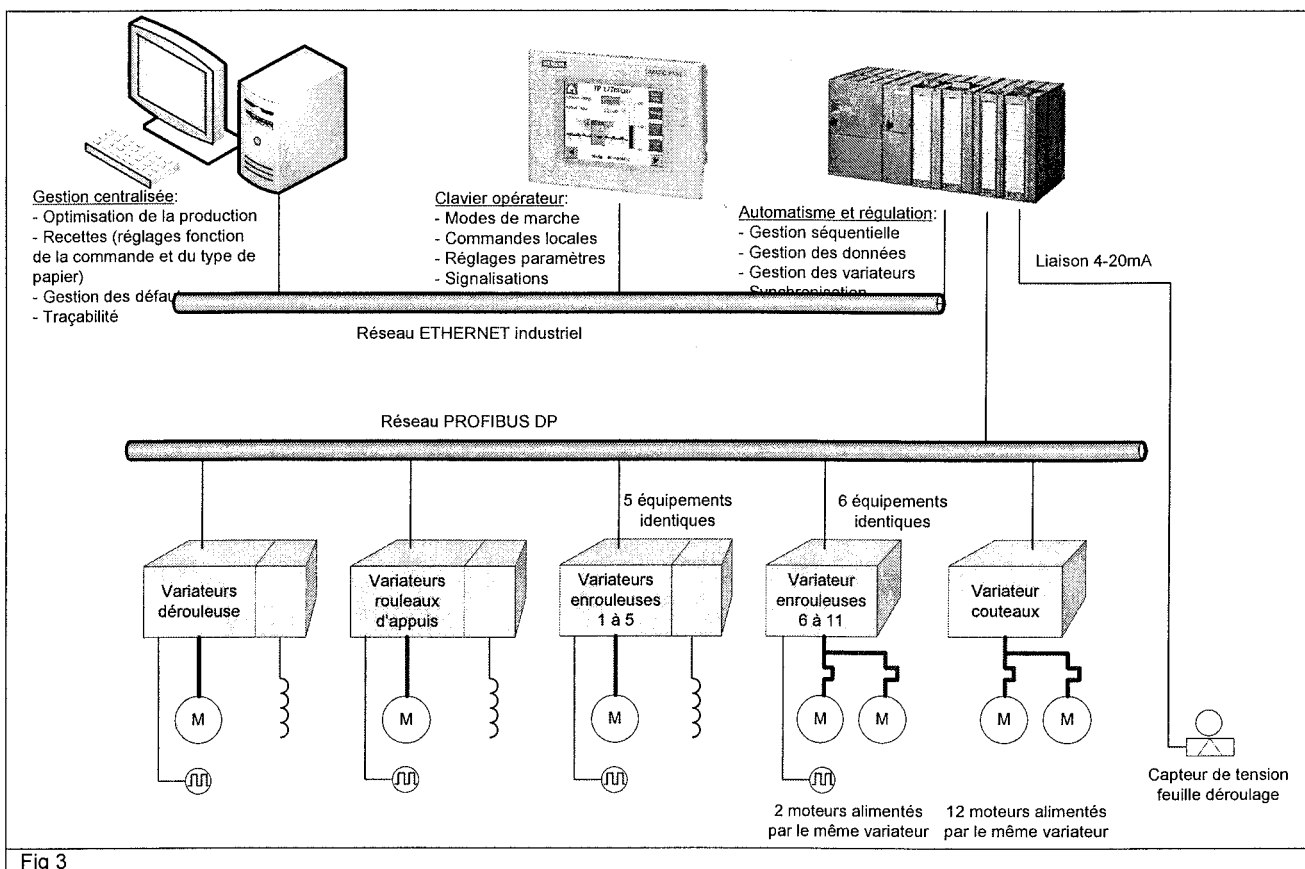 Gestion centralisée:
- Optimisation de la production
- Recettes (réglages fonction
de la commande et du type de
papier)
- Gestion des défau
- Traçabilité
Clavier opérateur:
- Modes de marche
- Commandes locales
- Réglages paramètres
- Signalisations
Automatisme et régulation:
- Gestion séquentielle
- Gestion des données
- Gestion des variateurs
Synchronisation
Liaison 4-20mA
Réseau ETHERNET industriel
Réseau PROFIBUS DP
5 équipements
identiques
6 équipements
identiques
Variateurs
dérouleuse
Variateurs
rouleaux
d'appuis
Variateurs
enrouleuses
1 à 5
Variateur
enrouleuses
6 à 11
Variateur
couteaux
M
M
M
M
M
M
M
2 moteurs alimentés
par le même variateur
12 moteurs alimentés
par le même variateur
Capteur de tension
feuille déroulage
Fig 3